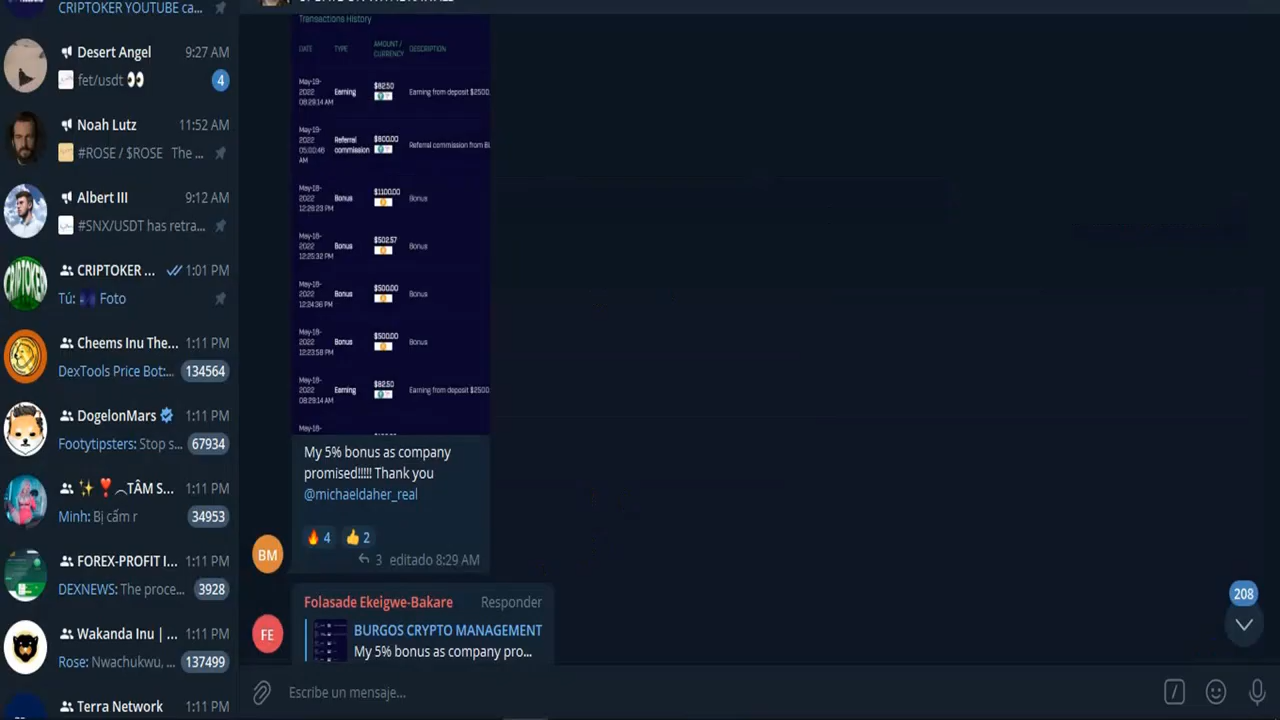 CRIPTOKER YOUTUBE ca...
Desert Angel 9:27 AM
fet/usdt 👀 4
Noah Lutz 11:52 AM
#ROSE / $ROSE The ...
Albert III 9:12 AM
#SNX/USDT has retra...
CRIPTOKER ... 1:01 PM
Tú: Foto
Cheems Inu The... 1:11 PM
DexTools Price Bot:... 134564
DogelonMars 1:11 PM
Footytipsters: Stop s... 67934
✨ ❣ ︵TÂM S... 1:11 PM
Minh: Bị cấm r 34953
FOREX-PROFIT I... 1:11 PM
DEXNEWS: The proce... 3928
Wakanda Inu | ... 1:11 PM
Rose: Nwachukwu, ... 137499
Terra Network 1:11 PM
Transactions History
DATE TYPE AMOUNT / CURRENCY DESCRIPTION
May-19-2022 08:29:14 AM Earning $82.50 Earning from deposit $2500.
May-19-2022 05:00:46 AM Referral commission $800.00 Referral commission from
May-18-2022 12:28:23 PM Bonus $1100.00 Bonus
May-18-2022 12:25:32 PM Bonus $502.57 Bonus
May-18-2022 12:24:36 PM Bonus $500.00 Bonus
May-18-2022 12:23:58 PM Bonus $500.00 Bonus
May-18-2022 08:29:14 AM Earning $82.50 Earning from deposit $2500.
My 5% bonus as company
promised!!!!! Thank you
@michaeldaher_real
🔥 4 👍 2
3 editado 8:29 AM
BM
Folasade Ekeigwe-Bakare Responder
FE
BURGOS CRYPTO MANAGEMENT
My 5% bonus as company pro...
208
Escribe un mensaje...